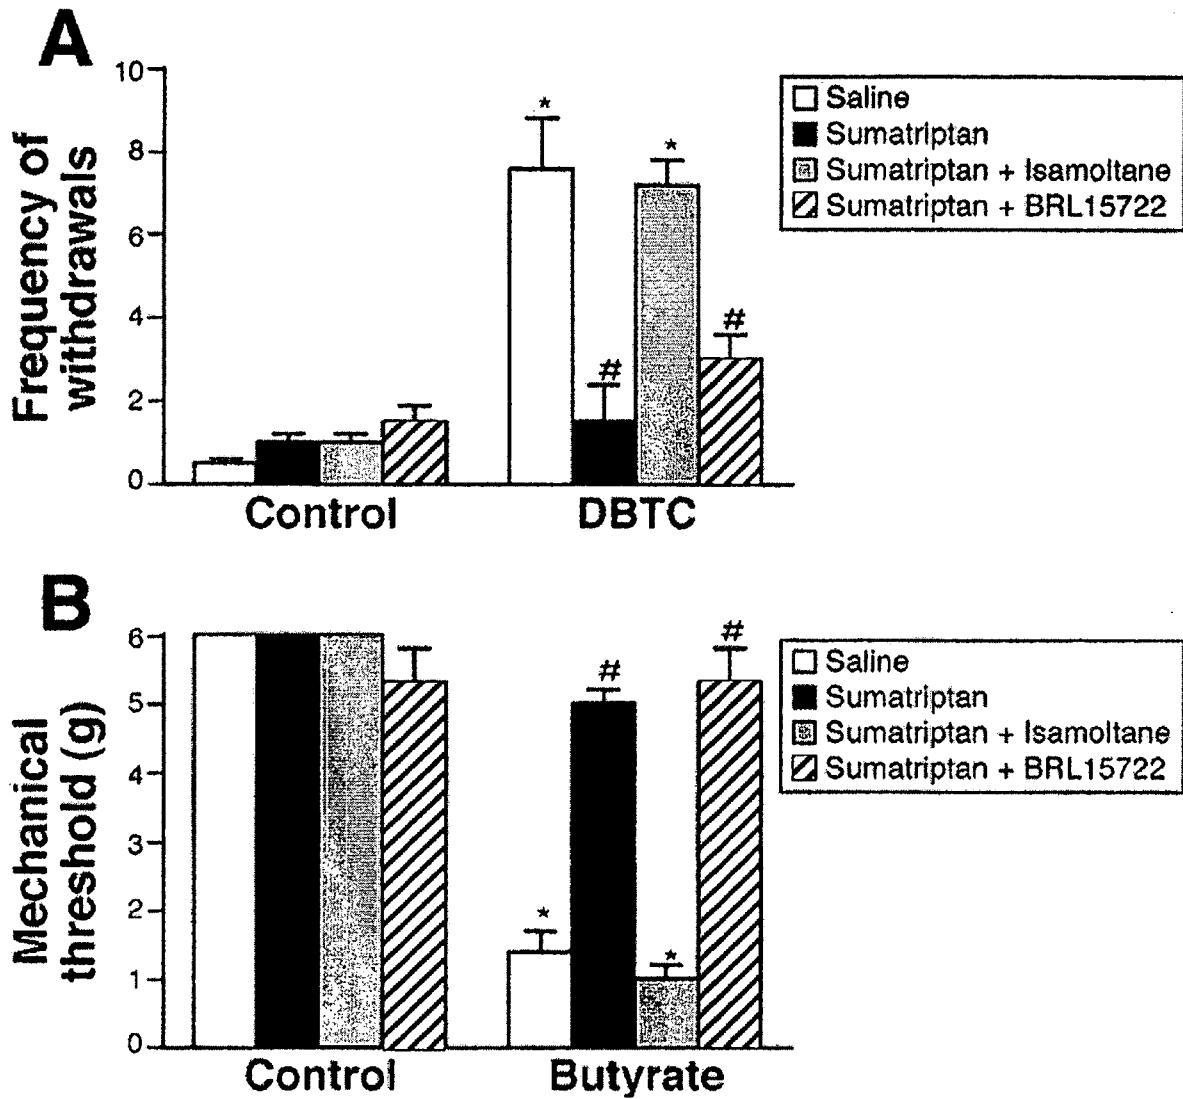 A
Frequency of
withdrawals
10
8
6
4
2
0
*
#
*
#
Control
DBTC
Saline
Sumatriptan
Sumatriptan + Isamoltane
Sumatriptan + BRL15722
B
Mechanical
threshold (g)
6
5
4
3
2
1
0
*
#
*
#
Control
Butyrate
Saline
Sumatriptan
Sumatriptan + Isamoltane
Sumatriptan + BRL15722